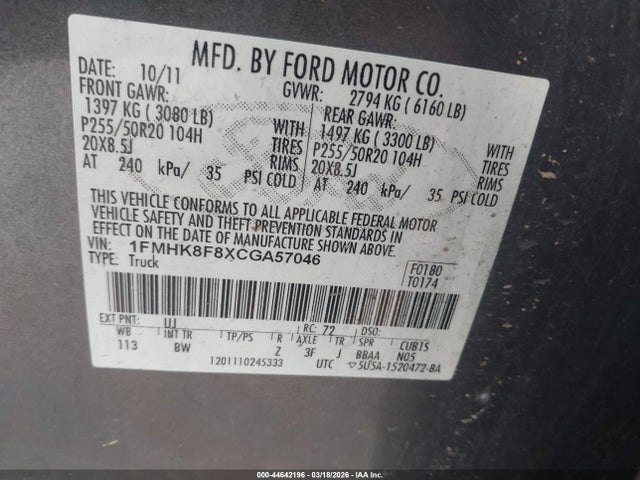 MFD. BY FORD MOTOR CO.
DATE: 10/11 GVWR: 2794 KG ( 6160 LB)
FRONT GAWR: REAR GAWR:
1397 KG ( 3080 LB) WITH 1497 KG ( 3300 LB) WITH
P255/50R20 104H TIRES P255/50R20 104H TIRES
20X8.5J RIMS 20X8.5J RIMS
AT 240 kPa/ 35 PSI COLD AT 240 kPa/ 35 PSI COLD
THIS VEHICLE CONFORMS TO ALL APPLICABLE FEDERAL MOTOR
VEHICLE SAFETY AND THEFT PREVENTION STANDARDS IN
EFFECT ON THE DATE OF MANUFACTURE SHOWN ABOVE.
VIN: 1FMHK8F8XCGA57046
TYPE: Truck
F0180
T0174
EXT PNT: UJ RC: 72 DSO:
WB INT TR TP/PS R AXLE TR SPR CUBTS
113 BW Z 3F J BBAA N05
1201110245333 UTC 5U5A-1520472-BA
000-44642196 - 03/18/2026 - IAA Inc.